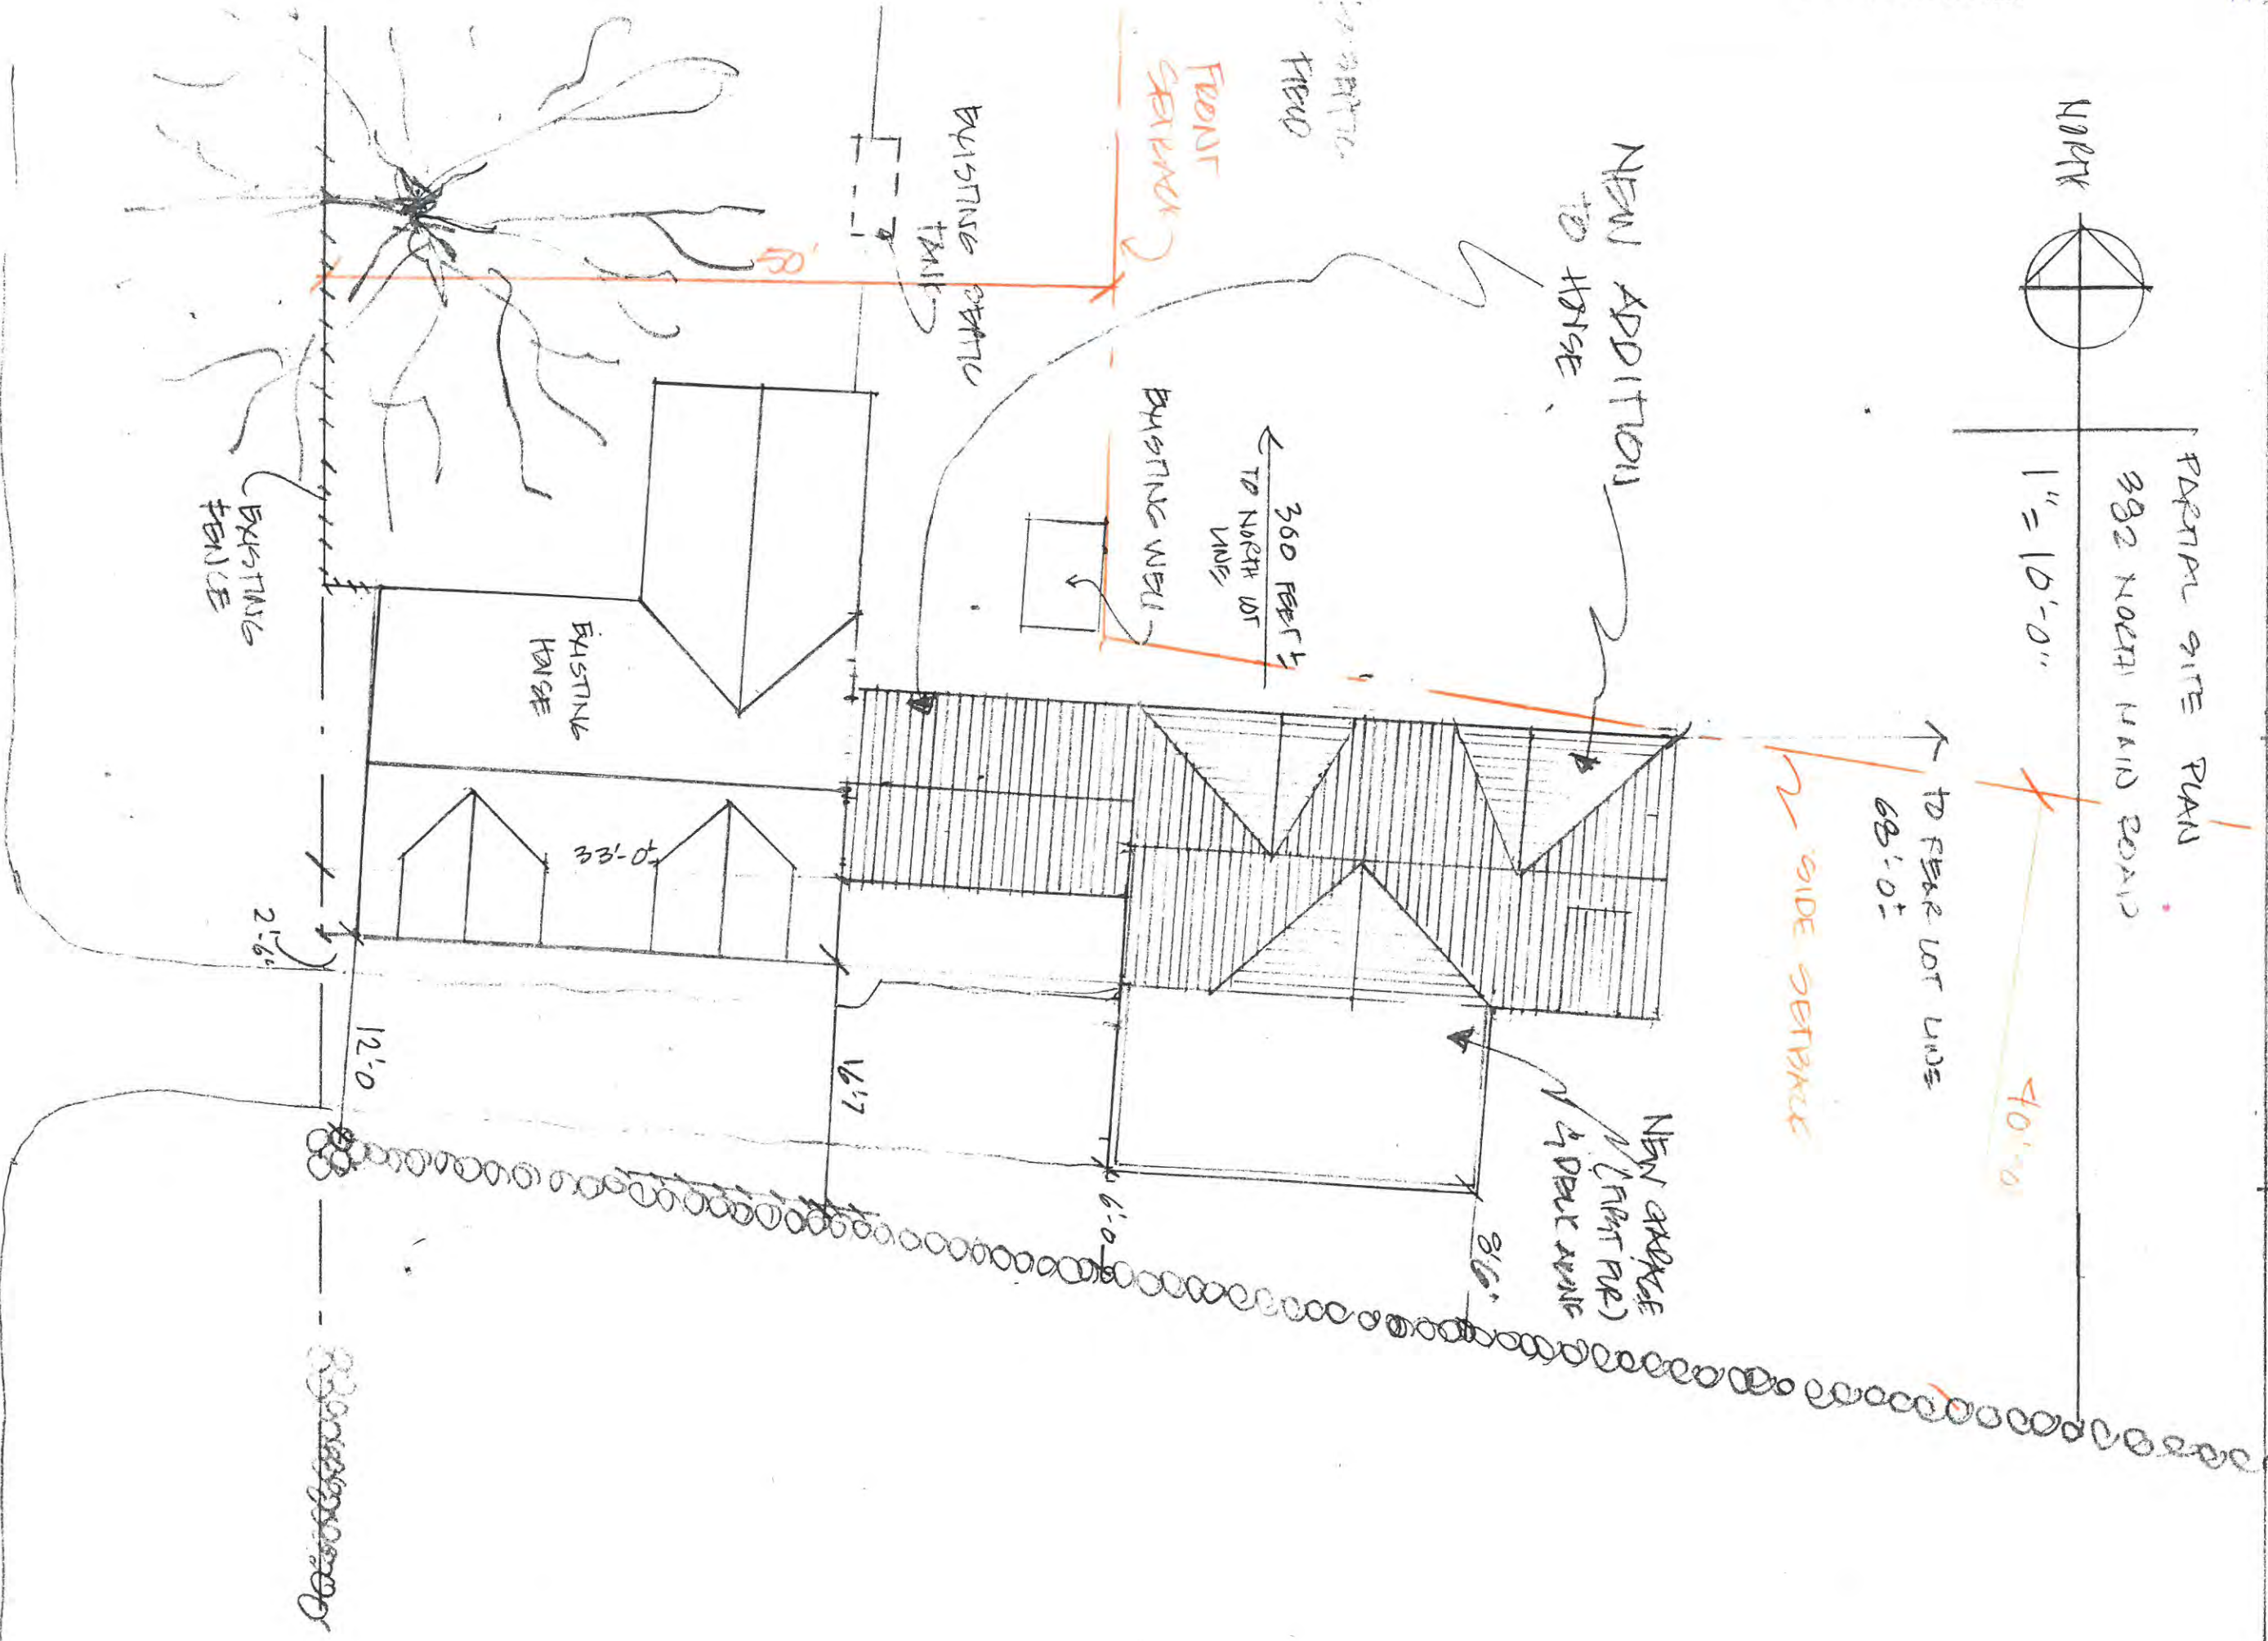 PARTIAL SITE PLAN
382 NORTH MAIN ROAD
1" = 10'-0"
NORTH
TO REAR LOT LINE
68'-0±
40'-0
SIDE SETBACK
NEW ADDITION
TO HOUSE
NEW GARAGE
(FIRST FLR)
& DECK ABOVE
SEPTIC
FIELD
FRONT
SETBACK
360 FEET ±
TO NORTH LOT
LINE
EXISTING WELL
8'6"
6'-0
EXISTING SEPTIC
TANK
50'
16'-7
EXISTING
HOUSE
33'-0±
12'-0
2'-6"
EXISTING
FENCE